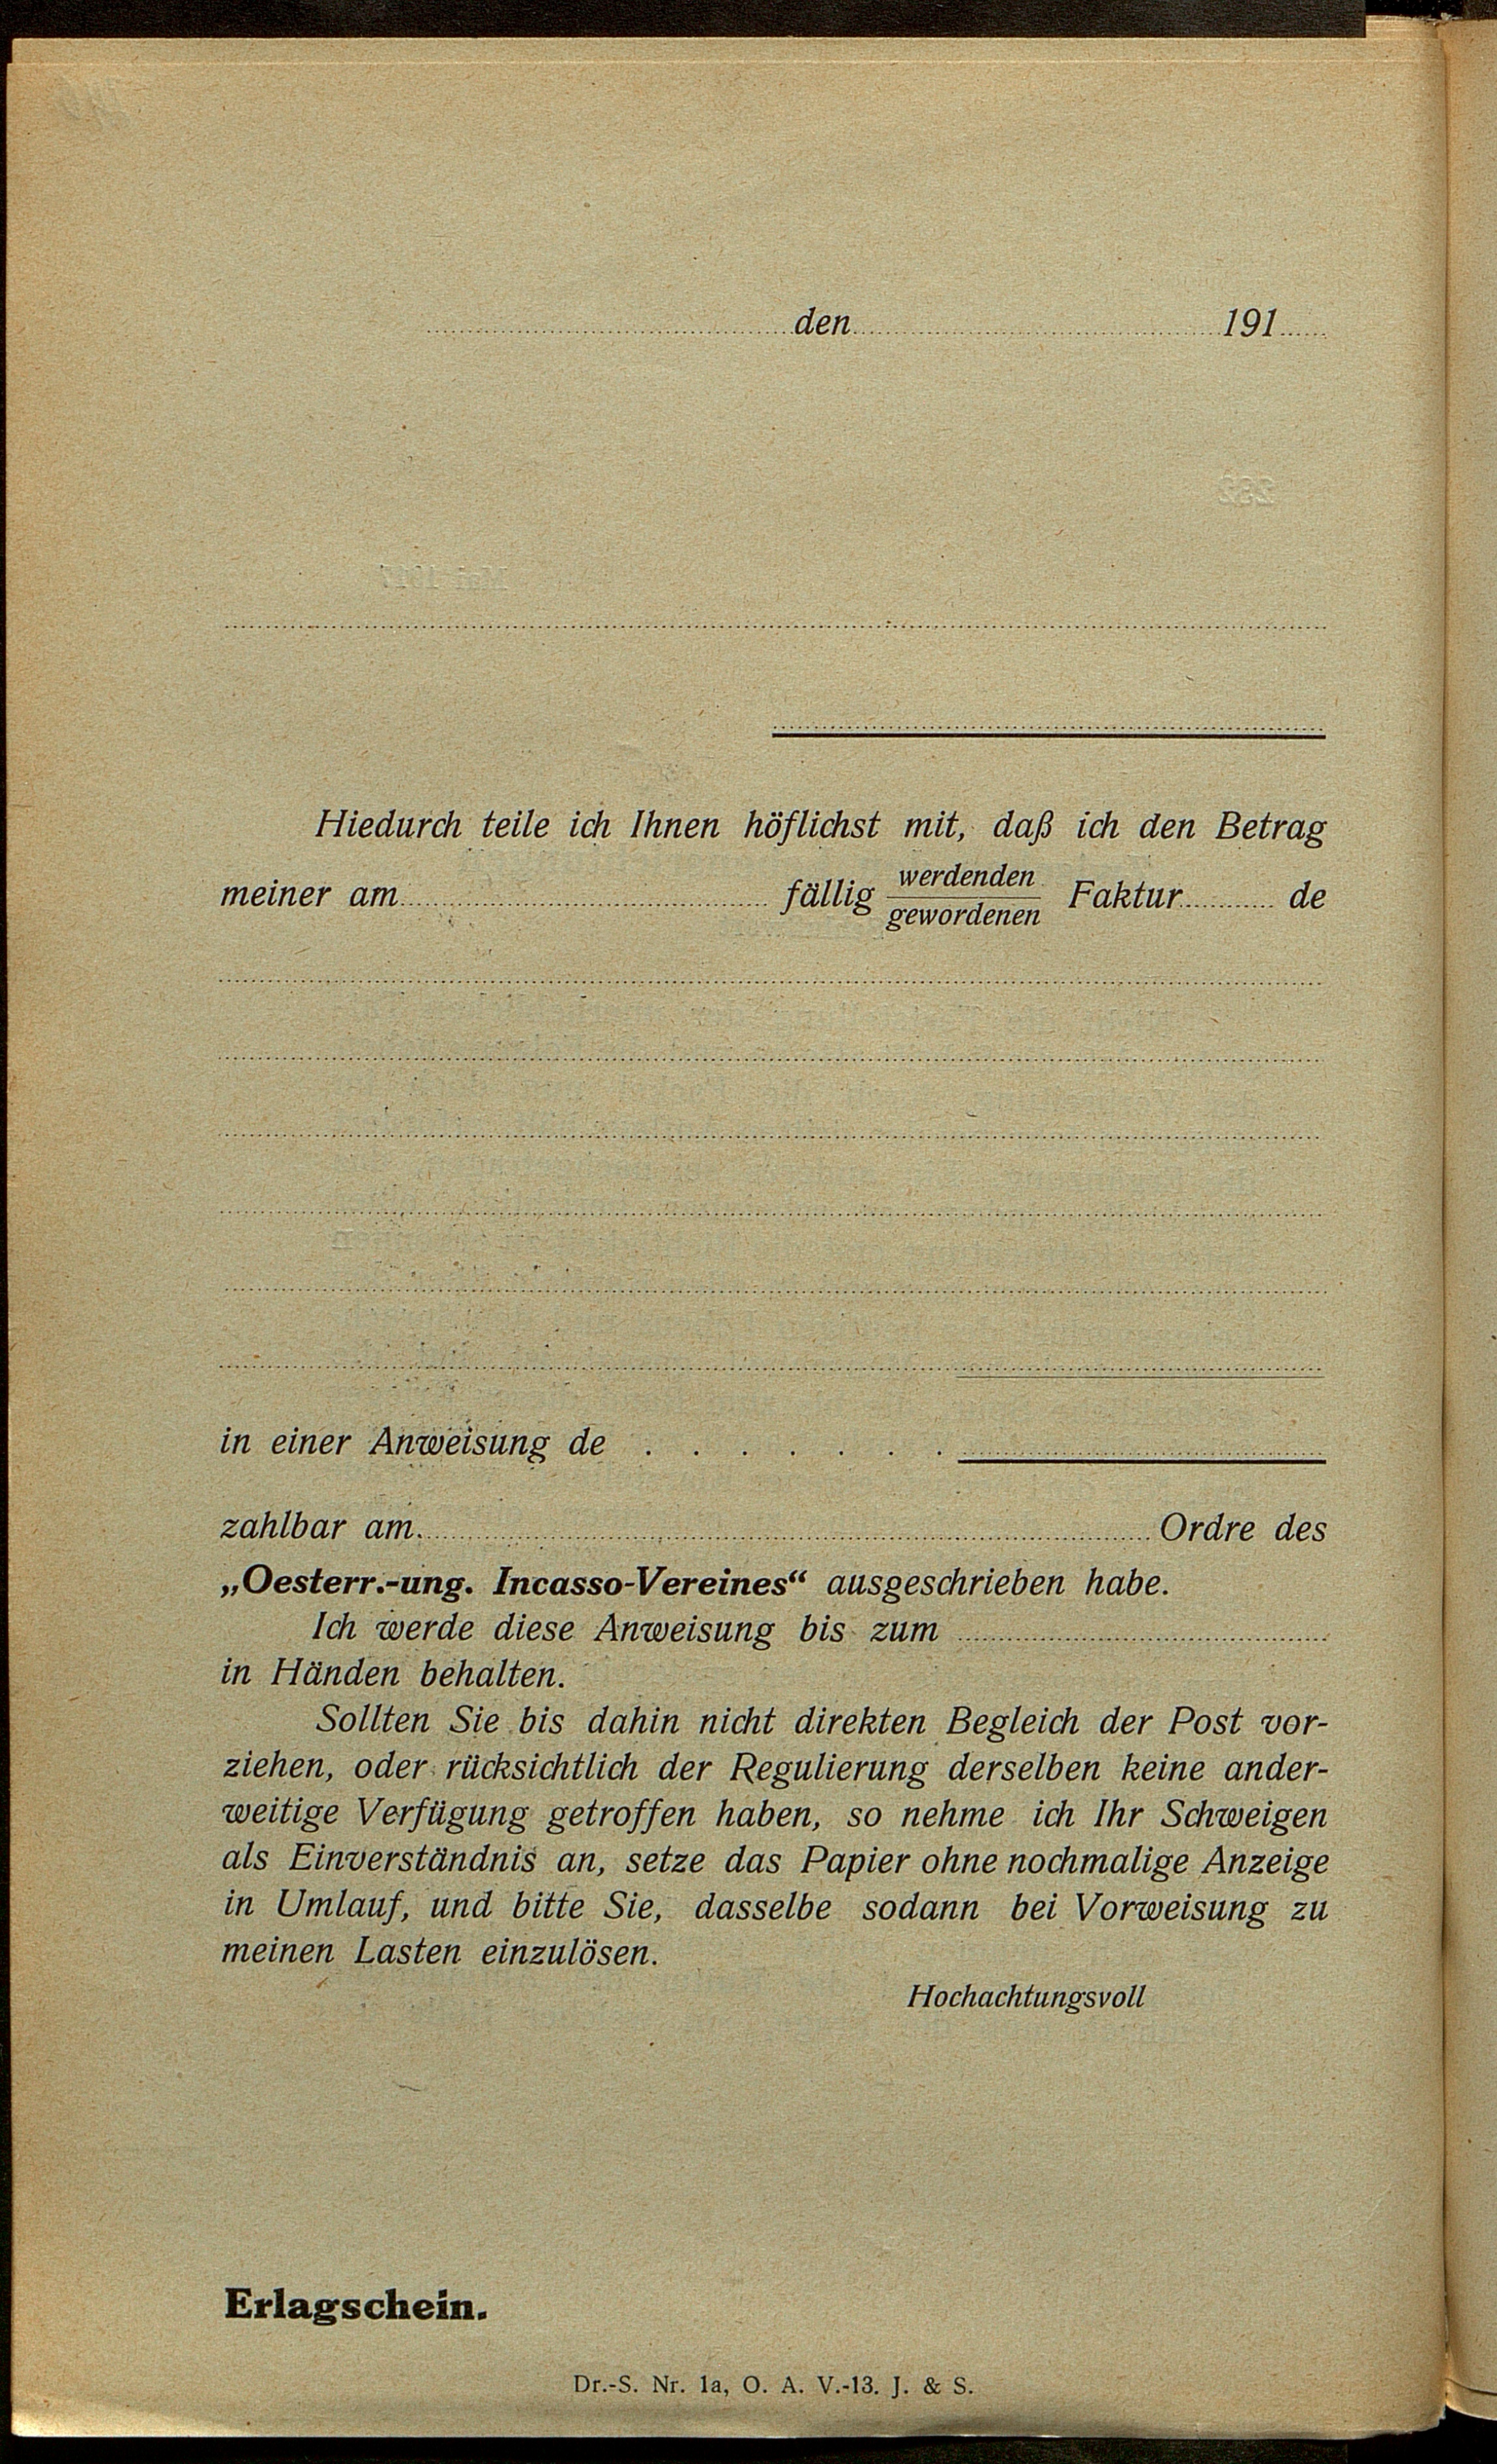 den 191
Hiedurch teile ich Ihnen höflichst mit, daß ich den Betrag
meiner am fällig werdenden gewordenen Faktur de
in einer Anweisung de . . . . . . .
zahlbar am Ordre des
„Oesterr.-ung. Incasso-Vereines“ ausgeschrieben habe.
Ich werde diese Anweisung bis zum
in Händen behalten.
Sollten Sie bis dahin nicht direkten Begleich der Post vor-
ziehen, oder rücksichtlich der Regulierung derselben keine ander-
weitige Verfügung getroffen haben, so nehme ich Ihr Schweigen
als Einverständnis an, setze das Papier ohne nochmalige Anzeige
in Umlauf, und bitte Sie, dasselbe sodann bei Vorweisung zu
meinen Lasten einzulösen.
Hochachtungsvoll
Erlagschein.
Dr.-S. Nr. 1a, O. A. V.-13. J. & S.